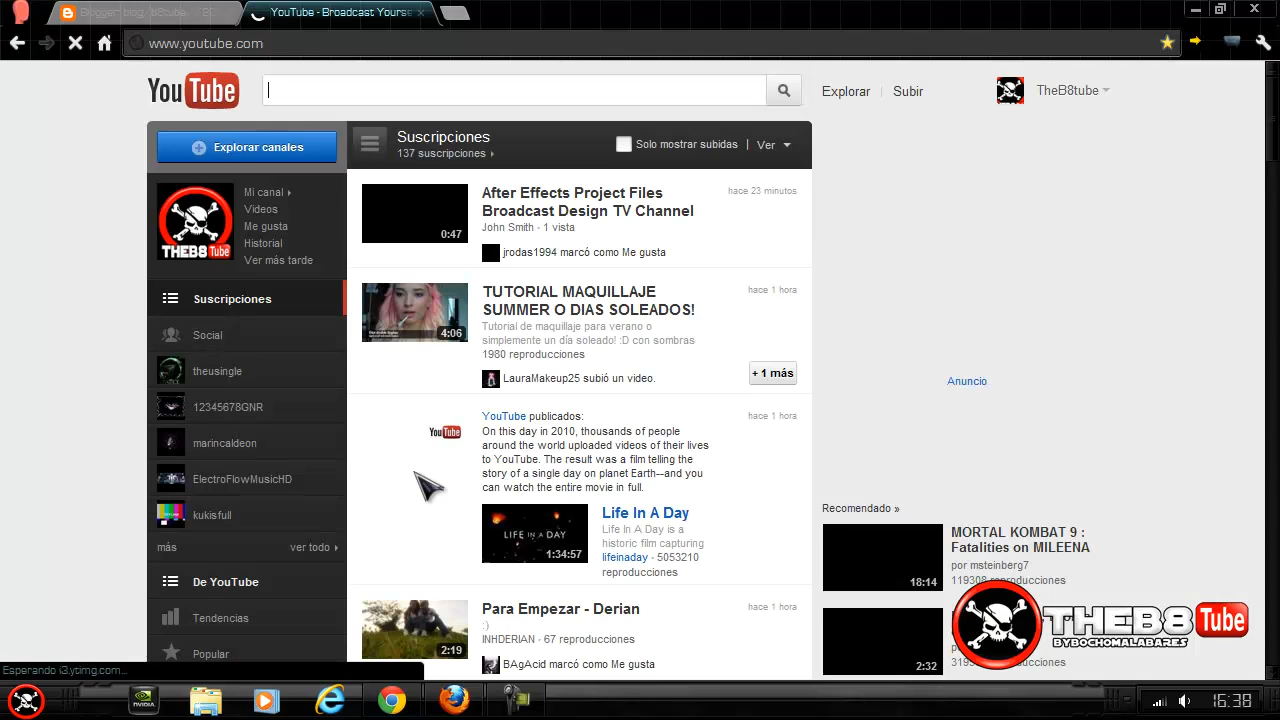 YouTube - Broadcast Yourse
www.youtube.com
YouTube
Explorar
Subir
TheB8tube
Explorar canales
Mi canal
Videos
Me gusta
Historial
Ver más tarde
THEB8Tube
Suscripciones
Social
theusingle
12345678GNR
marincaldeon
ElectroFlowMusicHD
kukisfull
más
ver todo
De YouTube
Tendencias
Popular
Suscripciones
137 suscripciones
Solo mostrar subidas
Ver
0:47
After Effects Project Files
Broadcast Design TV Channel
John Smith - 1 vista
jrodas1994 marcó como Me gusta
hace 23 minutos
4:06
TUTORIAL MAQUILLAJE
SUMMER O DIAS SOLEADOS!
Tutorial de maquillaje para verano o
simplemente un día soleado! :D con sombras
1980 reproducciones
LauraMakeup25 subió un video.
hace 1 hora
+ 1 más
YouTube
YouTube publicados:
On this day in 2010, thousands of people
around the world uploaded videos of their lives
to YouTube. The result was a film telling the
story of a single day on planet Earth--and you
can watch the entire movie in full.
hace 1 hora
LIFE IN A DAY
1:34:57
Life In A Day
Life In A Day is a
historic film capturing
lifeinaday - 5053210
reproducciones
2:19
Para Empezar - Derian
:)
INHDERIAN - 67 reproducciones
BAgAcid marcó como Me gusta
hace 1 hora
Anuncio
Recomendado »
18:14
MORTAL KOMBAT 9 :
Fatalities on MILEENA
por msteinberg7
119308 reproducciones
2:32
THEB8 Tube
BYBOCHOMALABARES
Esperando i3.ytimg.com...
NVIDIA
16:38